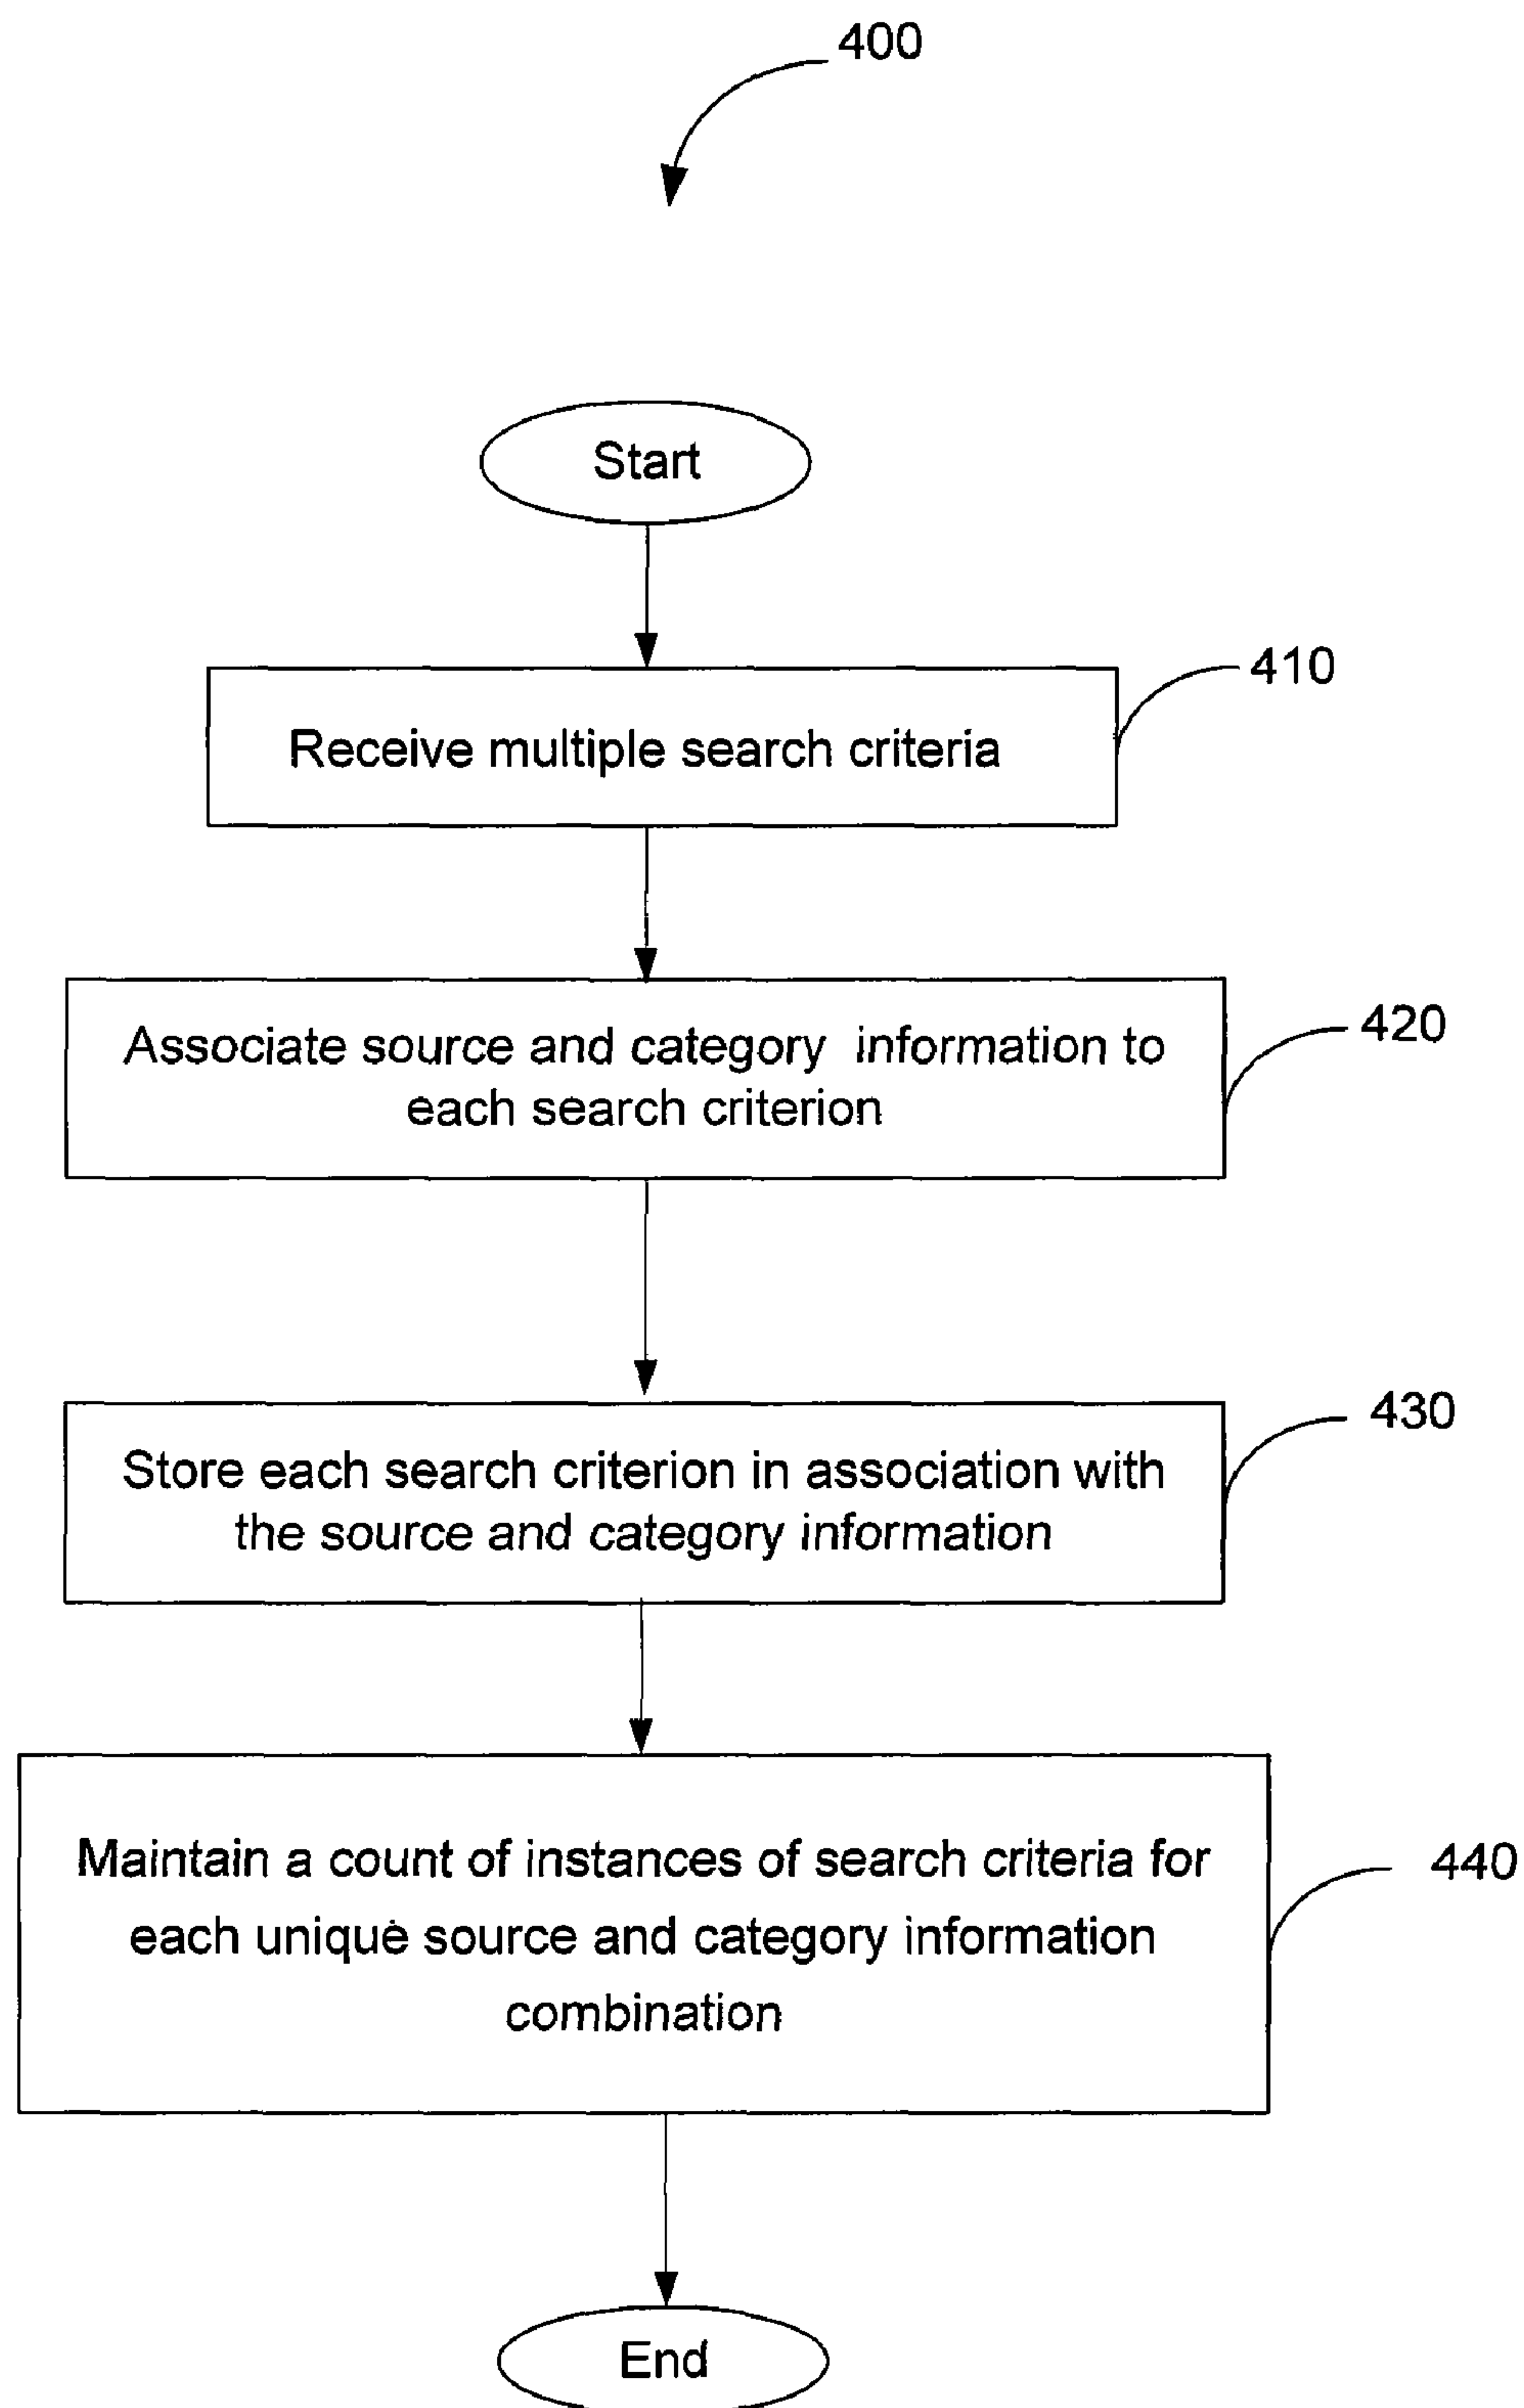 400
Start
410
Receive multiple search criteria
420
Associate source and category information to
each search criterion
430
Store each search criterion in association with
the source and category information
440
Maintain a count of instances of search criteria for
each unique source and category information
combination
End